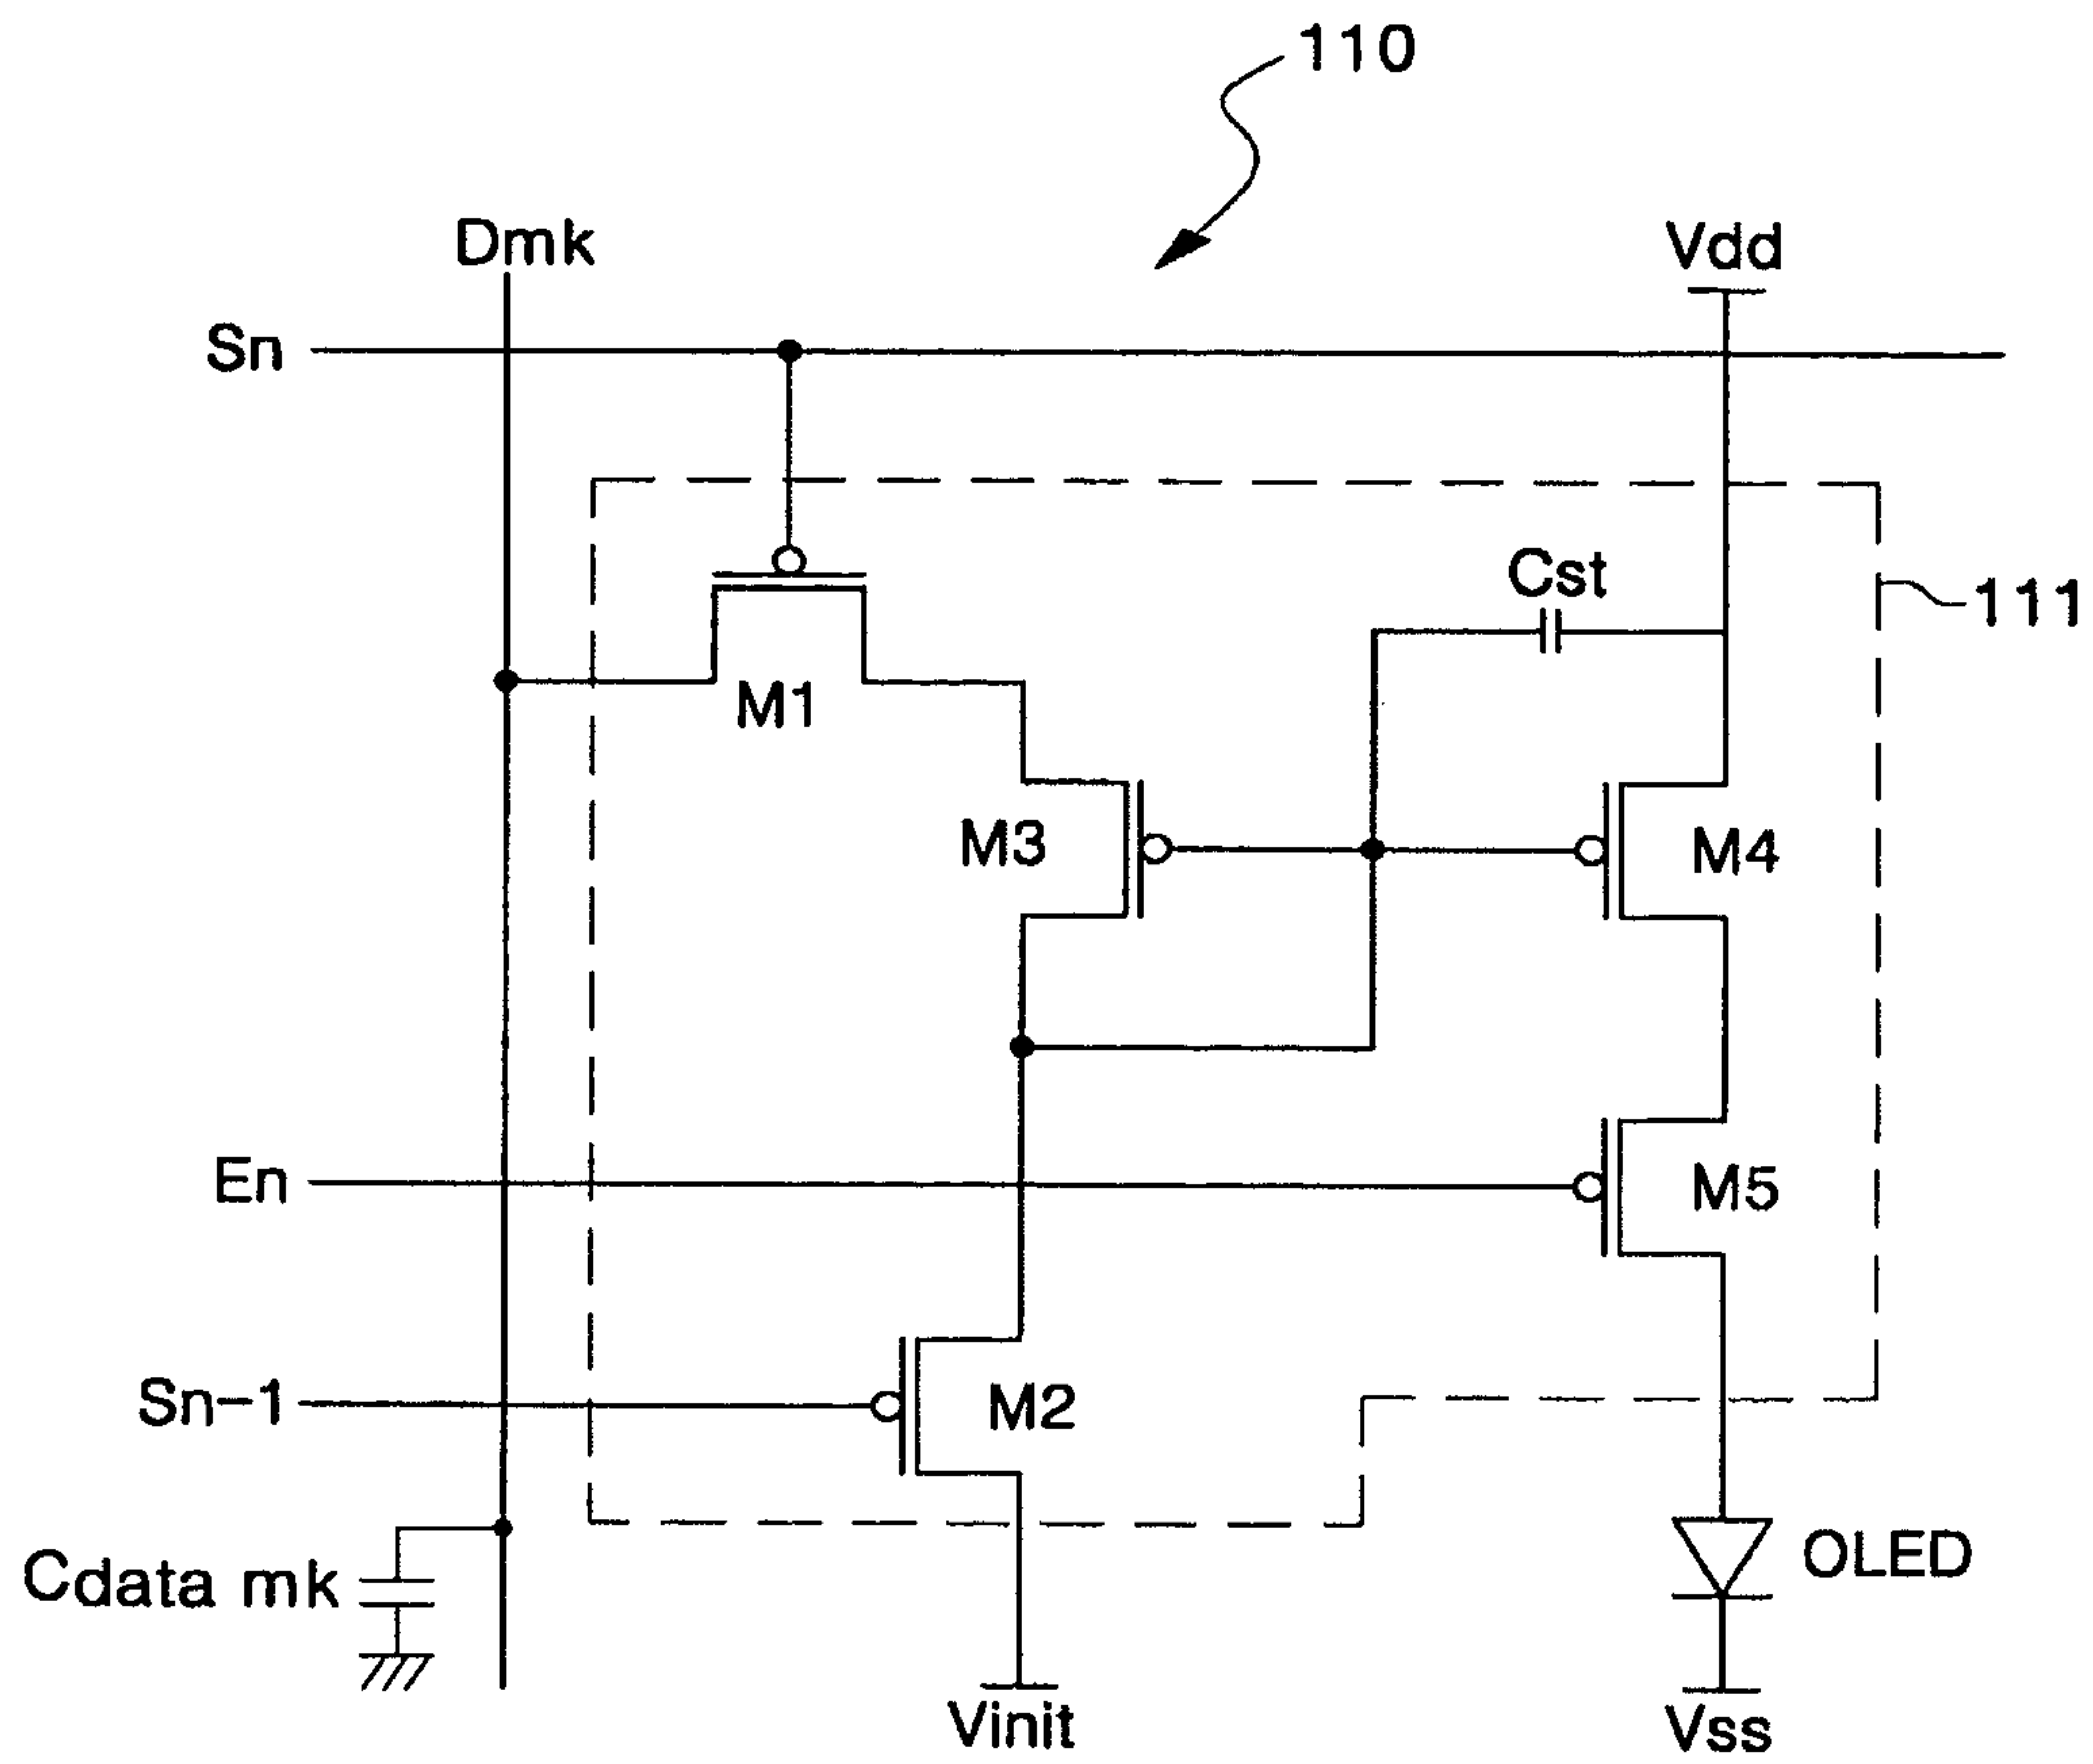 110
Dmk
Vdd
Sn
Cst
111
M1
M3
M4
En
M5
Sn-1
M2
Cdata mk
OLED
Vinit
Vss